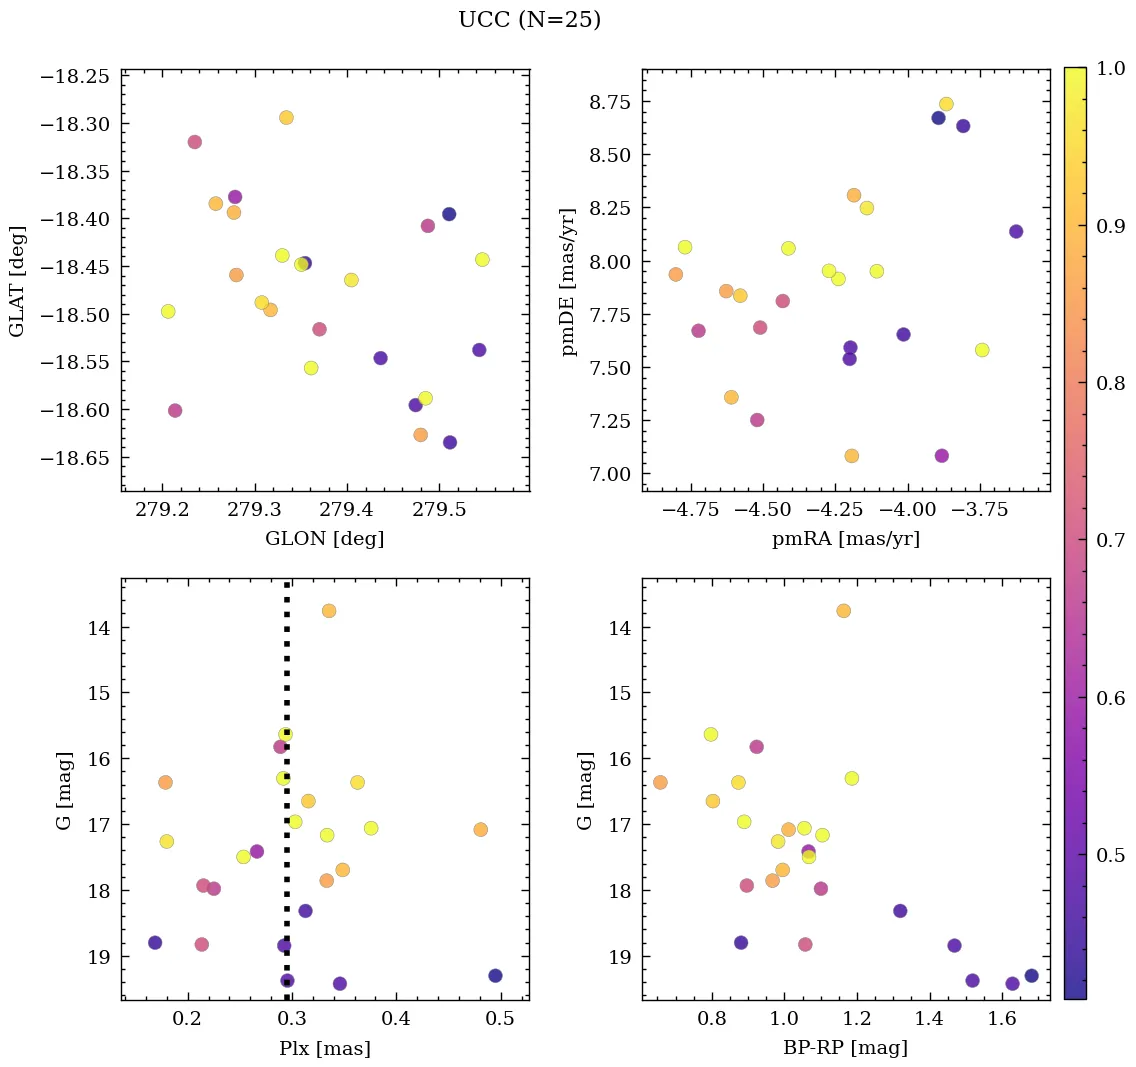 UCC (N=25)
−18.25
−18.30
−18.35
−18.40
−18.45
−18.50
−18.55
−18.60
−18.65
GLAT [deg]
279.2 279.3 279.4 279.5
GLON [deg]
8.75
8.50
8.25
8.00
7.75
7.50
7.25
7.00
pmDE [mas/yr]
−4.75 −4.50 −4.25 −4.00 −3.75
pmRA [mas/yr]
1.0
0.9
0.8
0.7
0.6
0.5
14
15
16
17
18
19
G [mag]
0.2 0.3 0.4 0.5
Plx [mas]
14
15
16
17
18
19
G [mag]
0.8 1.0 1.2 1.4 1.6
BP-RP [mag]